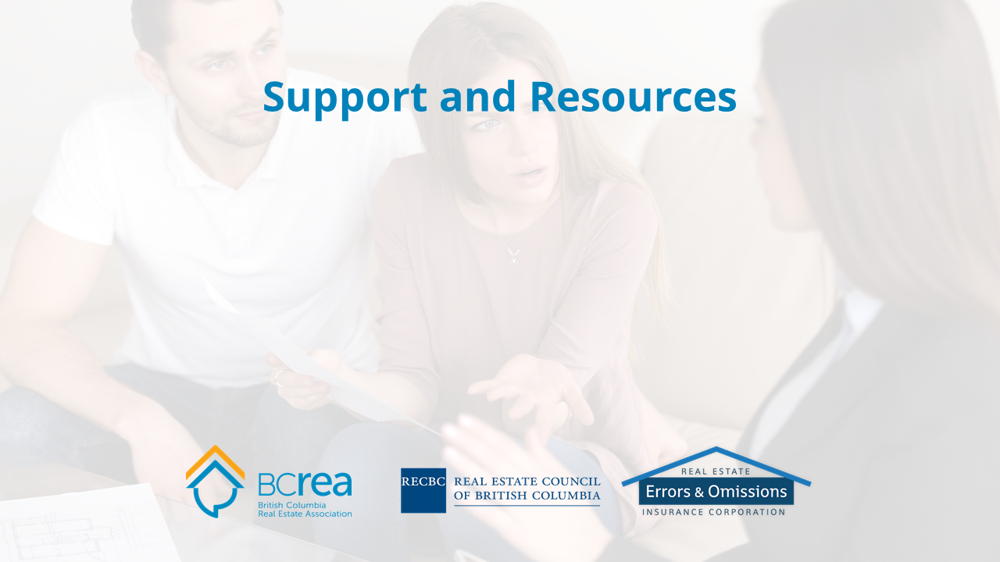 Support and Resources
BCrea
British Columbia
Real Estate Association
RECBC
REAL ESTATE COUNCIL
OF BRITISH COLUMBIA
REAL ESTATE
Errors & Omissions
INSURANCE CORPORATION